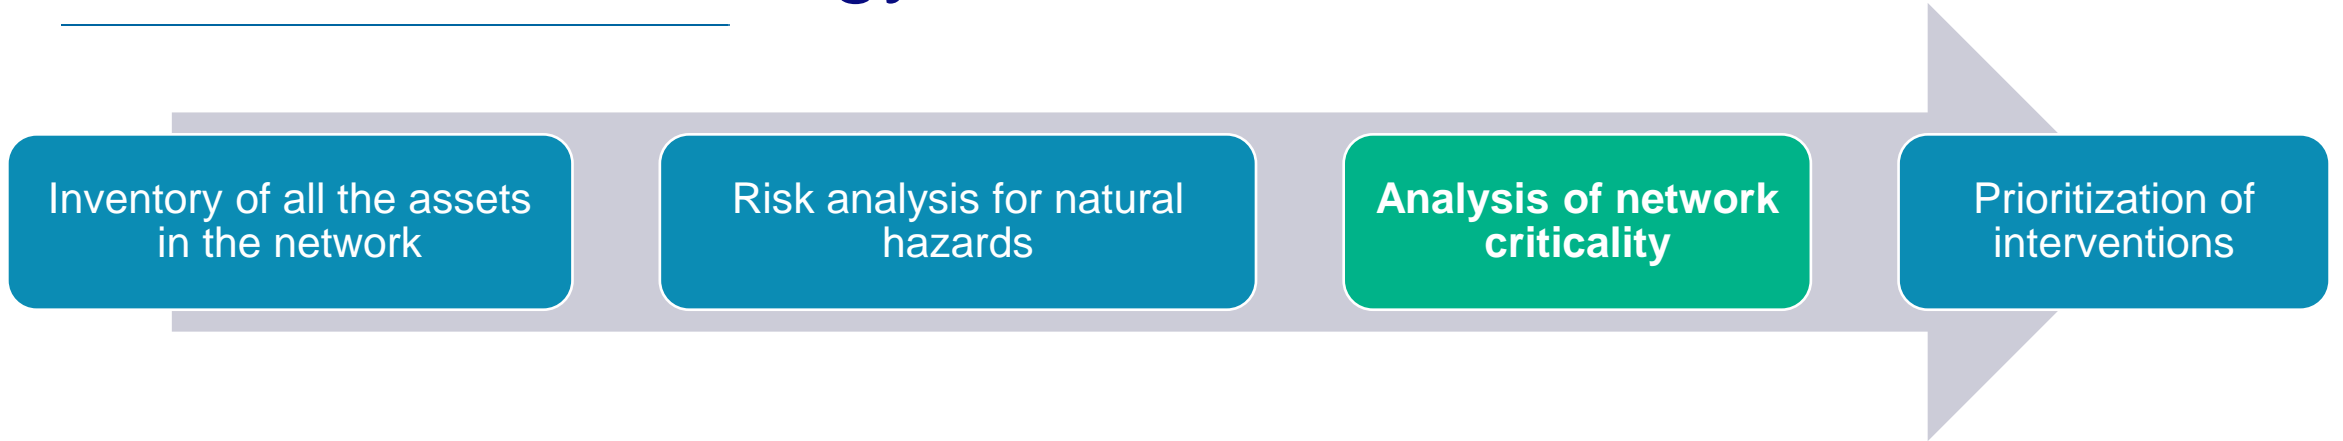 Inventory of all the assets
in the network
Risk analysis for natural
hazards
Analysis of network
criticality
Prioritization of
interventions